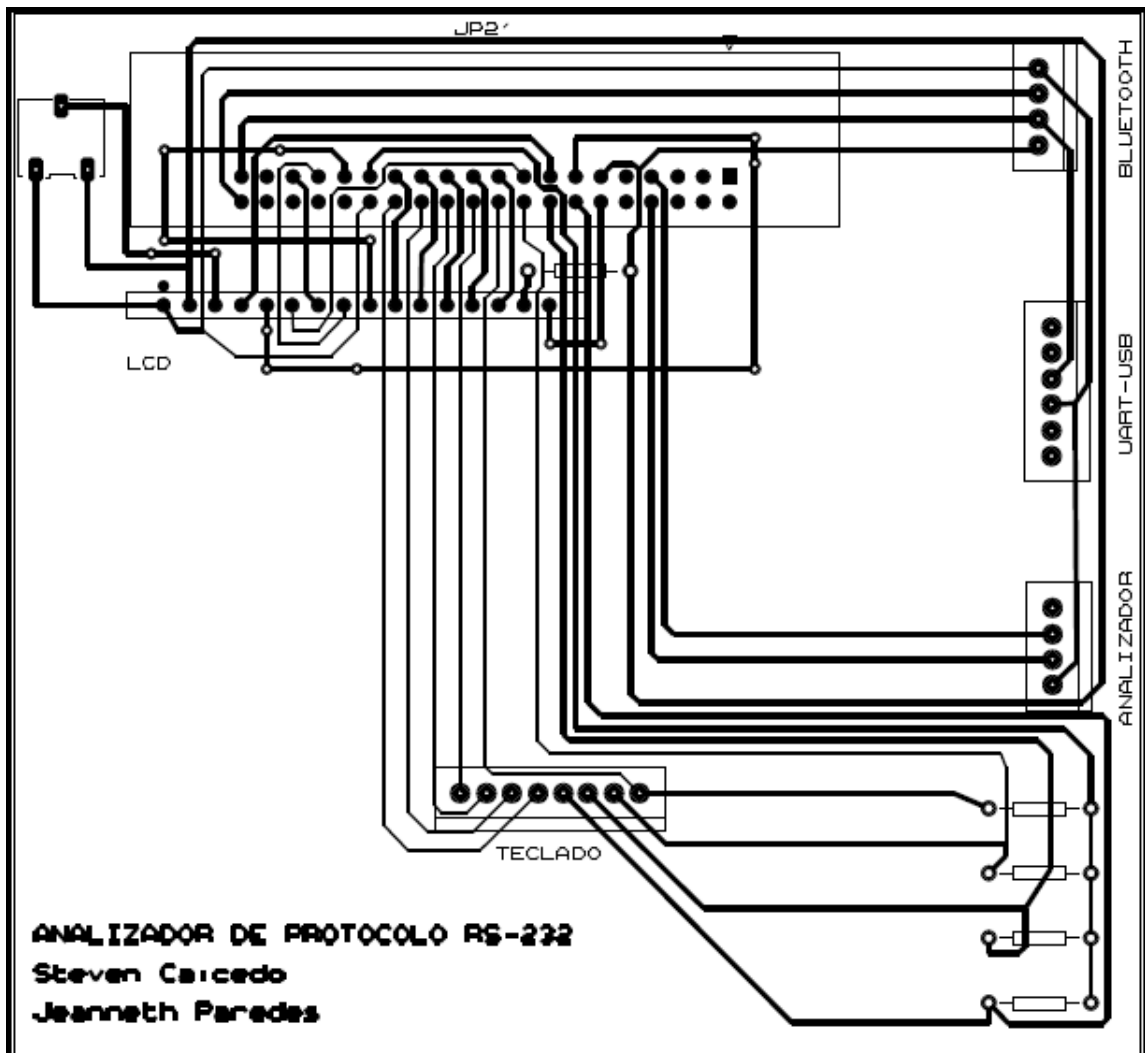 JP2
BLUETOOTH
LCD
UART-USB
ANALIZADOR
TECLADO
ANALIZADOR DE PROTOCOLO RS-232
Steven Caicedo
Jeanneth Paredes